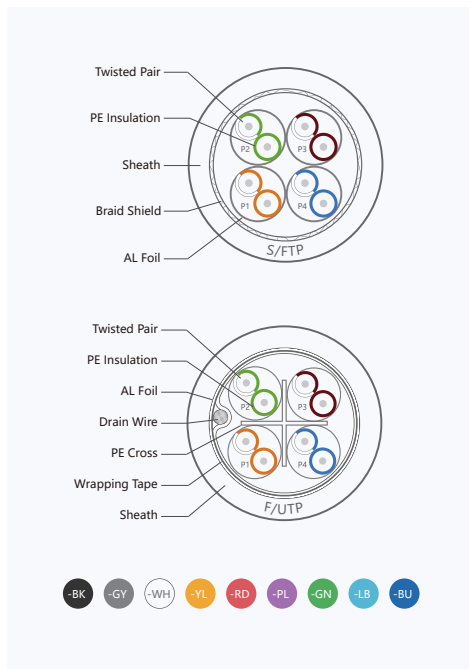 Twisted Pair
PE Insulation
Sheath
Braid Shield
AL Foil
P2
P3
P1
P4
S/FTP
Twisted Pair
PE Insulation
AL Foil
Drain Wire
PE Cross
Wrapping Tape
Sheath
P2
P3
P1
P4
F/UTP
-BK -GY -WH -YL -RD -PL -GN -LB -BU